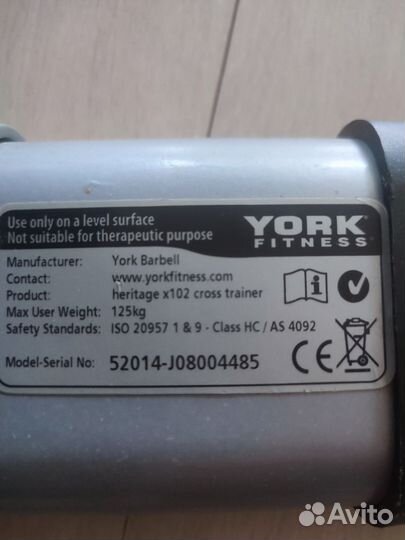 Use only on a level surface
Not suitable for therapeutic purpose
YORK
FITNESS
Manufacturer: York Barbell
Contact: www.yorkfitness.com
Product: heritage x102 cross trainer
Max User Weight: 125kg
Safety Standards: ISO 20957 1 & 9 - Class HC / AS 4092
Model-Serial No: 52014-J08004485
CE
Avito